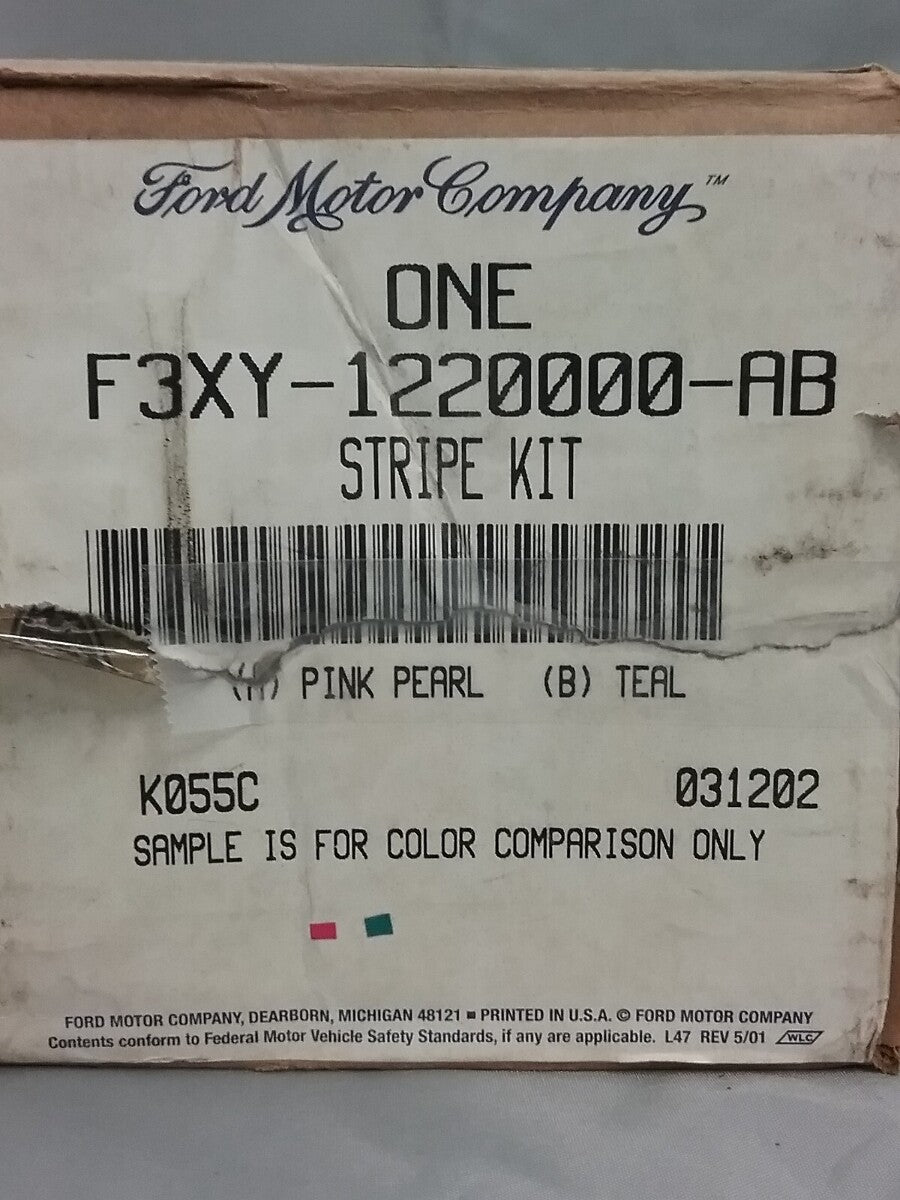 Ford Motor Company™
ONE
F3XY-1220000-AB
STRIPE KIT
(A) PINK PEARL (B) TEAL
K055C 031202
SAMPLE IS FOR COLOR COMPARISON ONLY
FORD MOTOR COMPANY, DEARBORN, MICHIGAN 48121 ■ PRINTED IN U.S.A. © FORD MOTOR COMPANY
Contents conform to Federal Motor Vehicle Safety Standards, if any are applicable. L47 REV 5/01 WLC